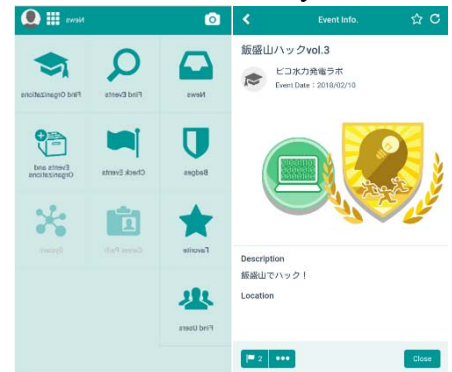 News
Find Organizations
Find Events
News
Events and
Organizations
Check Events
Badges
Career Path
Favorite
Find Users
Event Info.
飯盛山ハックvol.3
ピコ水力発電ラボ
Event Date：2018/02/10
Description
飯盛山でハック！
Location
2
Close